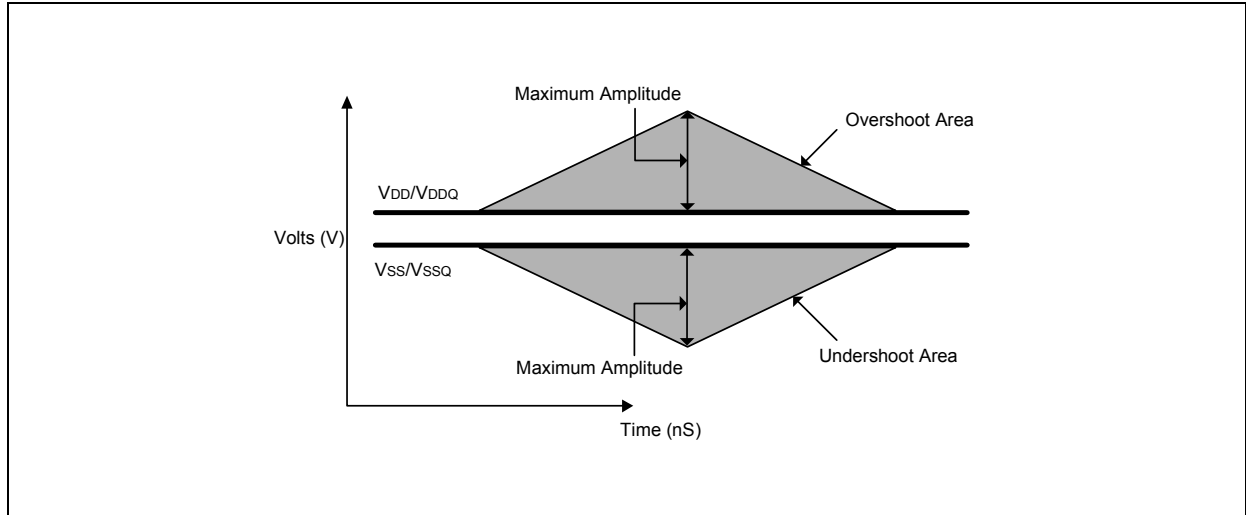 Maximum Amplitude
Overshoot Area
VDD/VDDQ
Volts (V)
VSS/VSSQ
Undershoot Area
Maximum Amplitude
Time (nS)